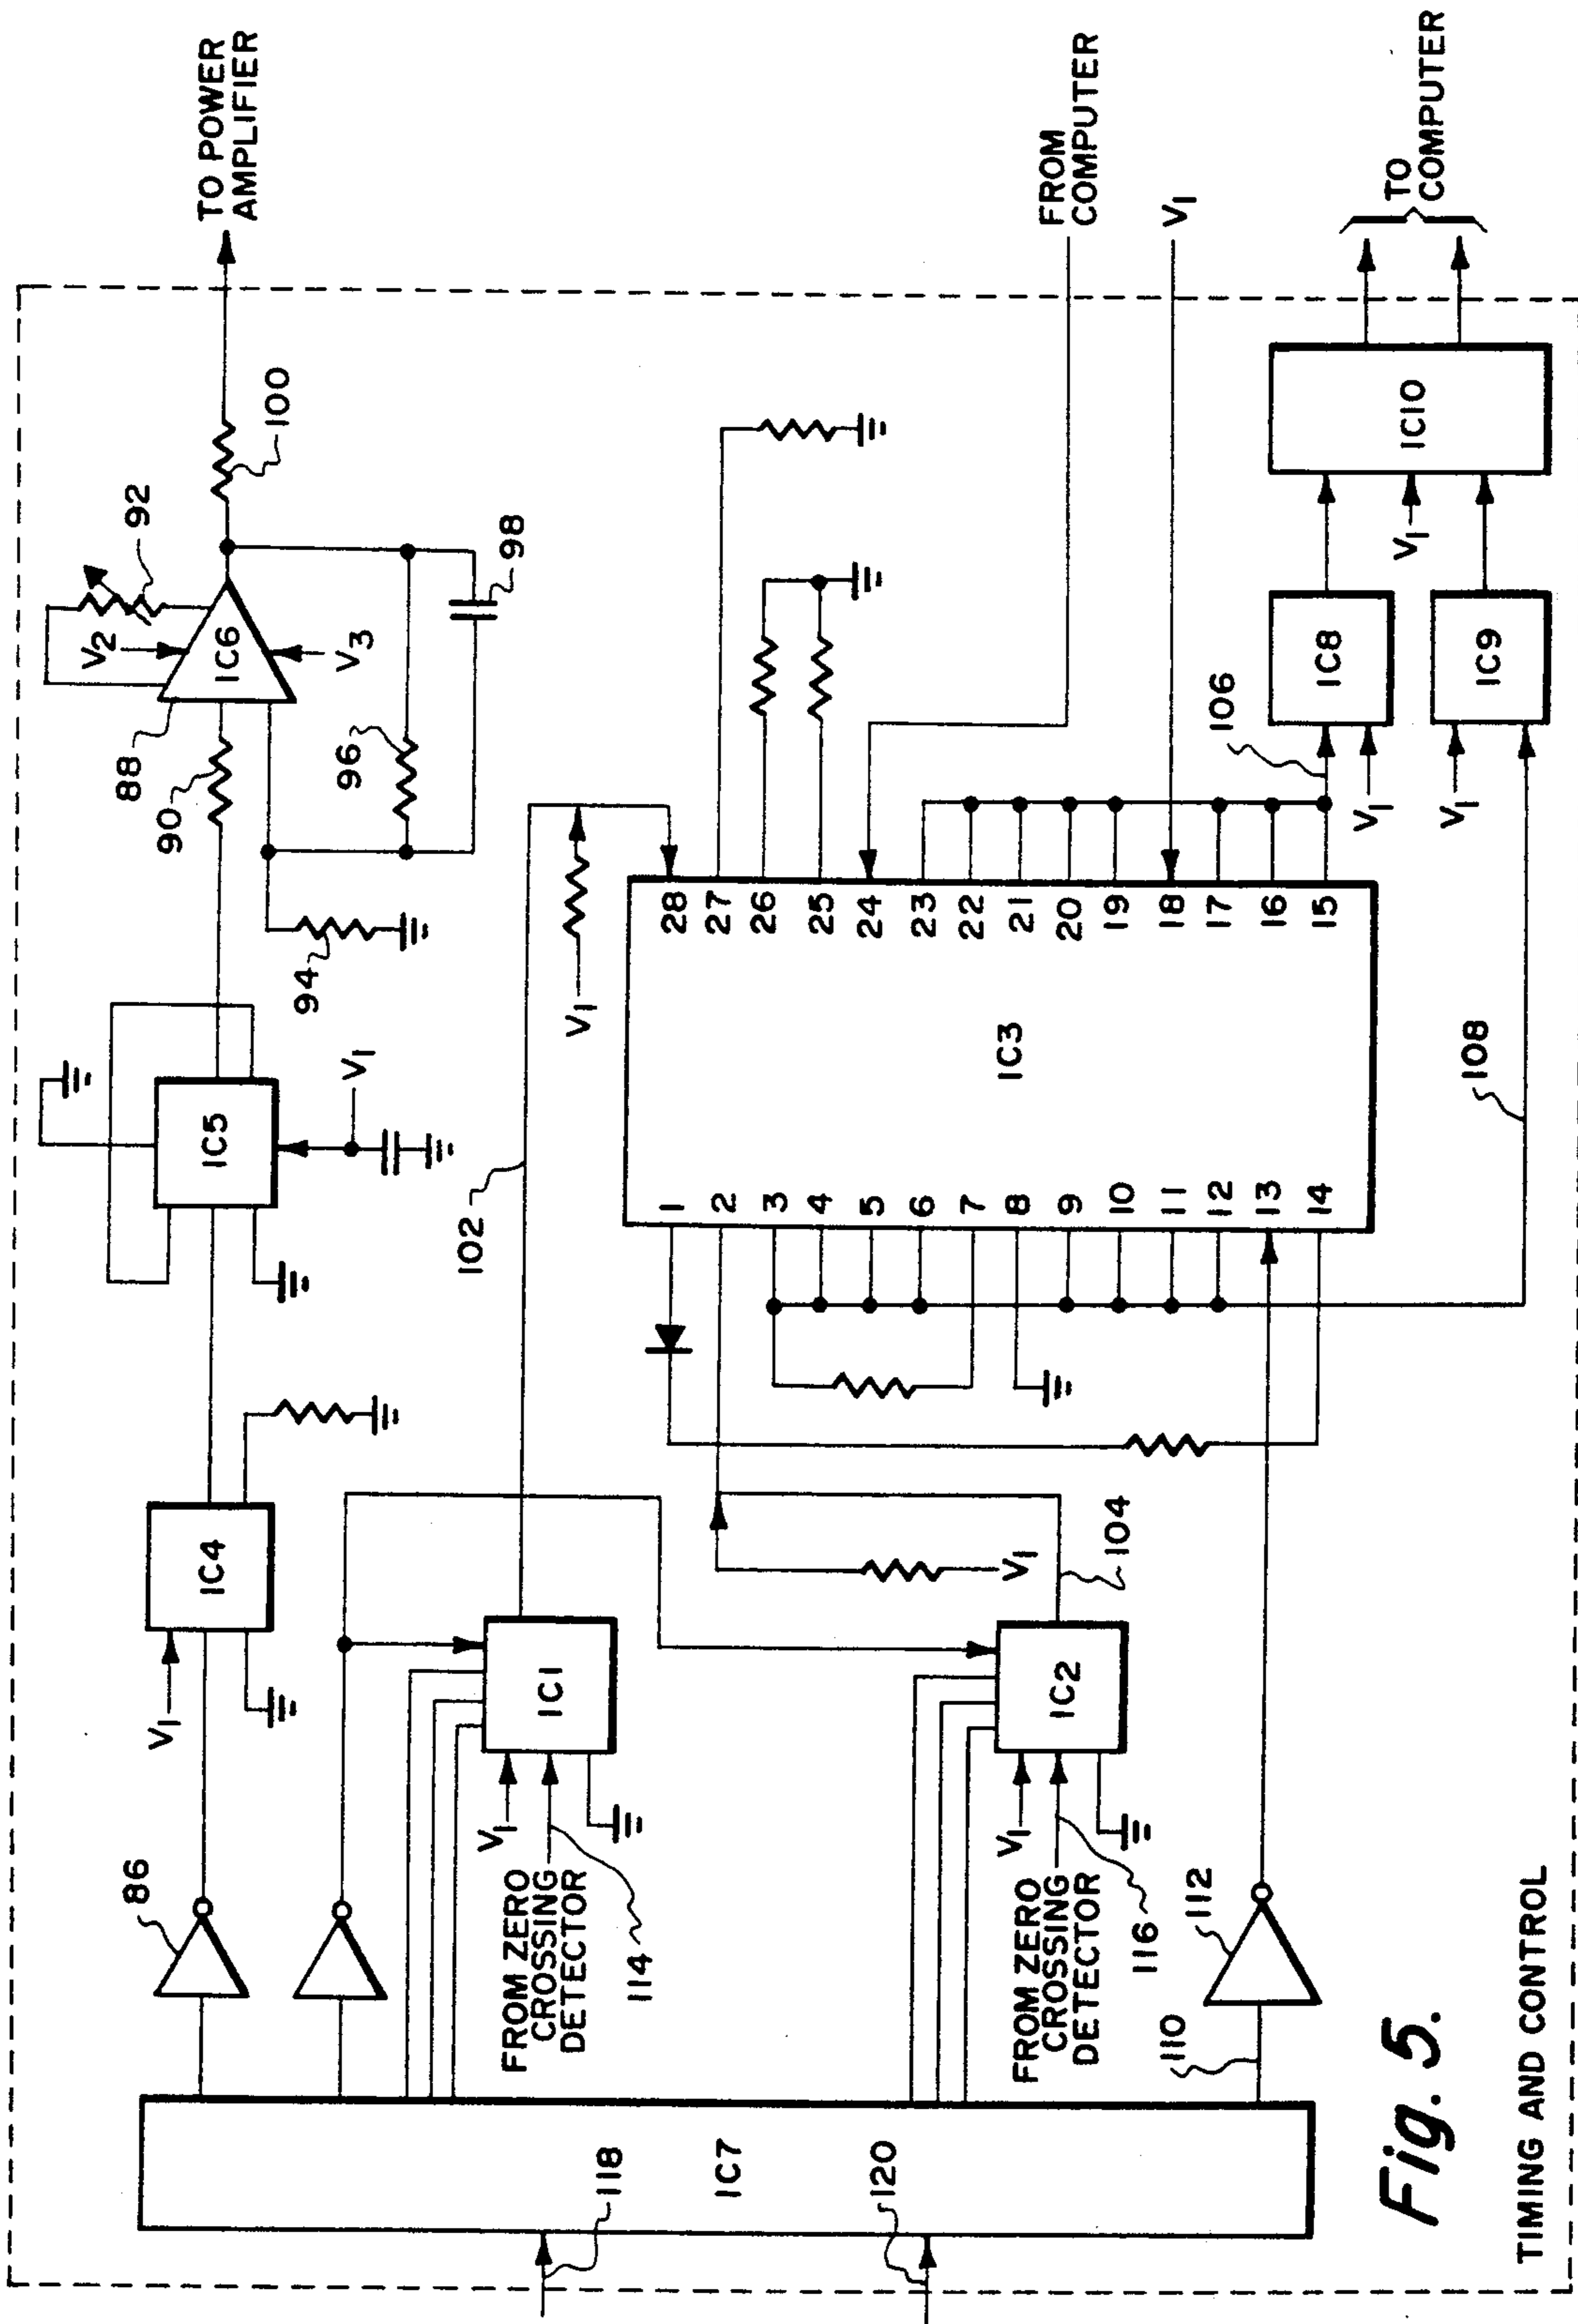 TO POWER
AMPLIFIER
100
92
V2
IC6
V3
98
88
90
96
94
IC5
V1
IC4
V1
86
102
V1
FROM
COMPUTER
V1
28
27
26
25
24
23
22
21
20
19
18
17
16
15
IC3
1
2
3
4
5
6
7
8
9
10
11
12
13
14
106
IC8
V1
IC9
V1
IC10
V1
TO
COMPUTER
108
IC1
V1
FROM ZERO
CROSSING
DETECTOR
114
V1
104
IC2
V1
FROM ZERO
CROSSING
DETECTOR
116
112
110
118
IC7
120
Fig. 5.
TIMING AND CONTROL